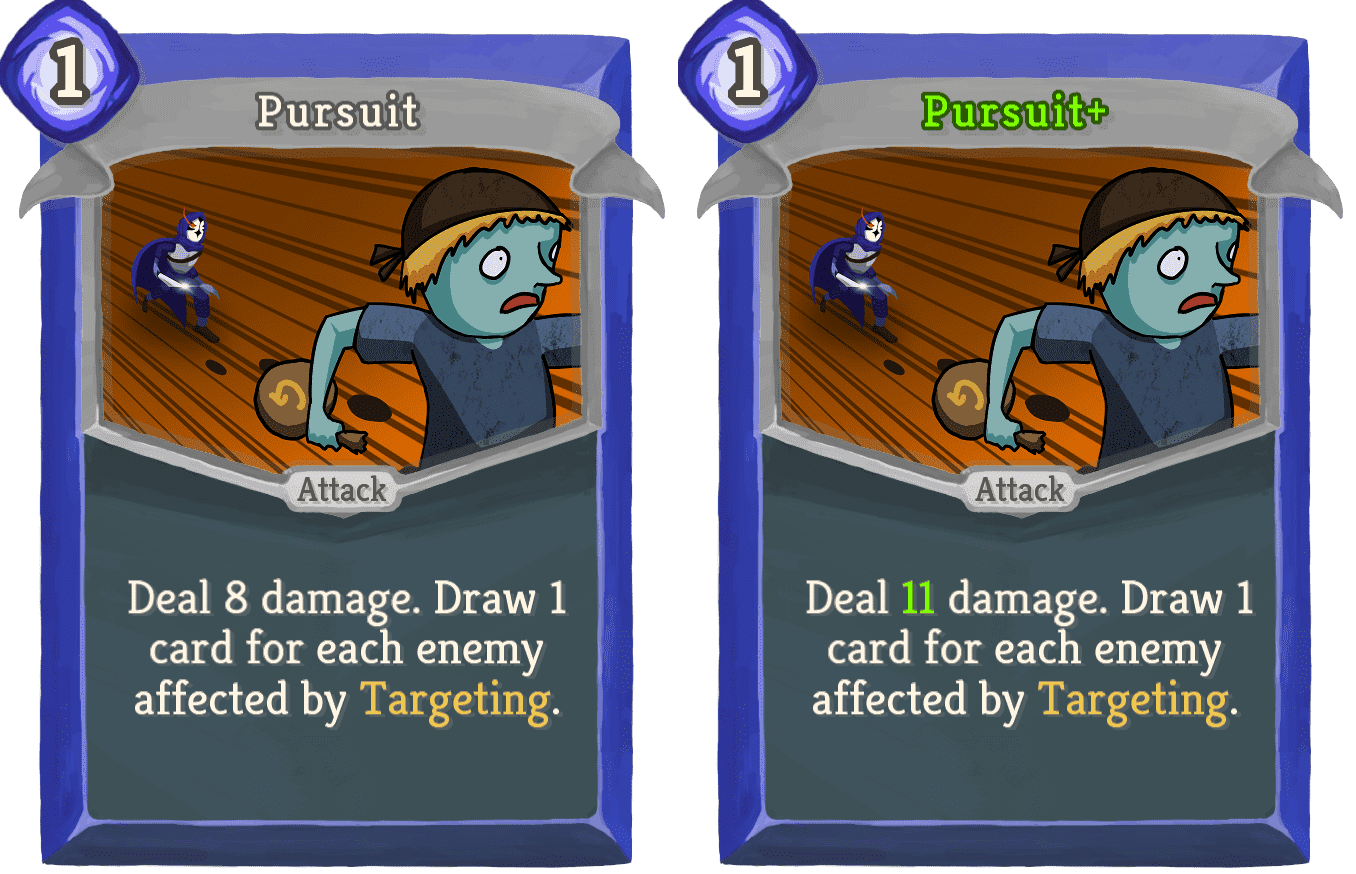 1
Pursuit
Attack
Deal 8 damage. Draw 1
card for each enemy
affected by Targeting.
1
Pursuit+
Attack
Deal 11 damage. Draw 1
card for each enemy
affected by Targeting.